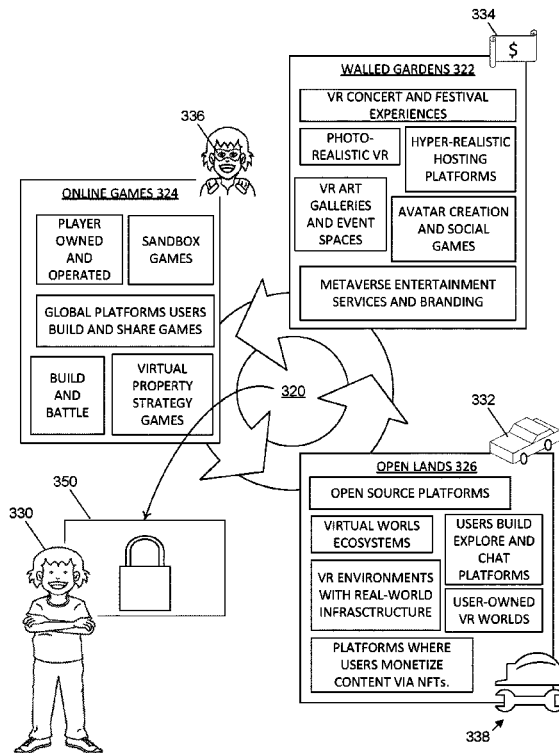 334
$
WALLED GARDENS 322
VR CONCERT AND FESTIVAL
EXPERIENCES
PHOTO-
REALISTIC VR
HYPER-REALISTIC
HOSTING
PLATFORMS
VR ART
GALLERIES
AND EVENT
SPACES
AVATAR CREATION
AND SOCIAL
GAMES
METAVERSE ENTERTAINMENT
SERVICES AND BRANDING
336
ONLINE GAMES 324
PLAYER
OWNED
AND
OPERATED
SANDBOX
GAMES
GLOBAL PLATFORMS USERS
BUILD AND SHARE GAMES
BUILD
AND
BATTLE
VIRTUAL
PROPERTY
STRATEGY
GAMES
320
332
OPEN LANDS 326
OPEN SOURCE PLATFORMS
VIRTUAL WORLS
ECOSYSTEMS
USERS BUILD
EXPLORE AND
CHAT
PLATFORMS
VR ENVIRONMENTS
WITH REAL-WORLD
INFRASCTRUCTURE
USER-OWNED
VR WORLDS
PLATFORMS WHERE
USERS MONETIZE
CONTENT VIA NFTs.
338
350
330